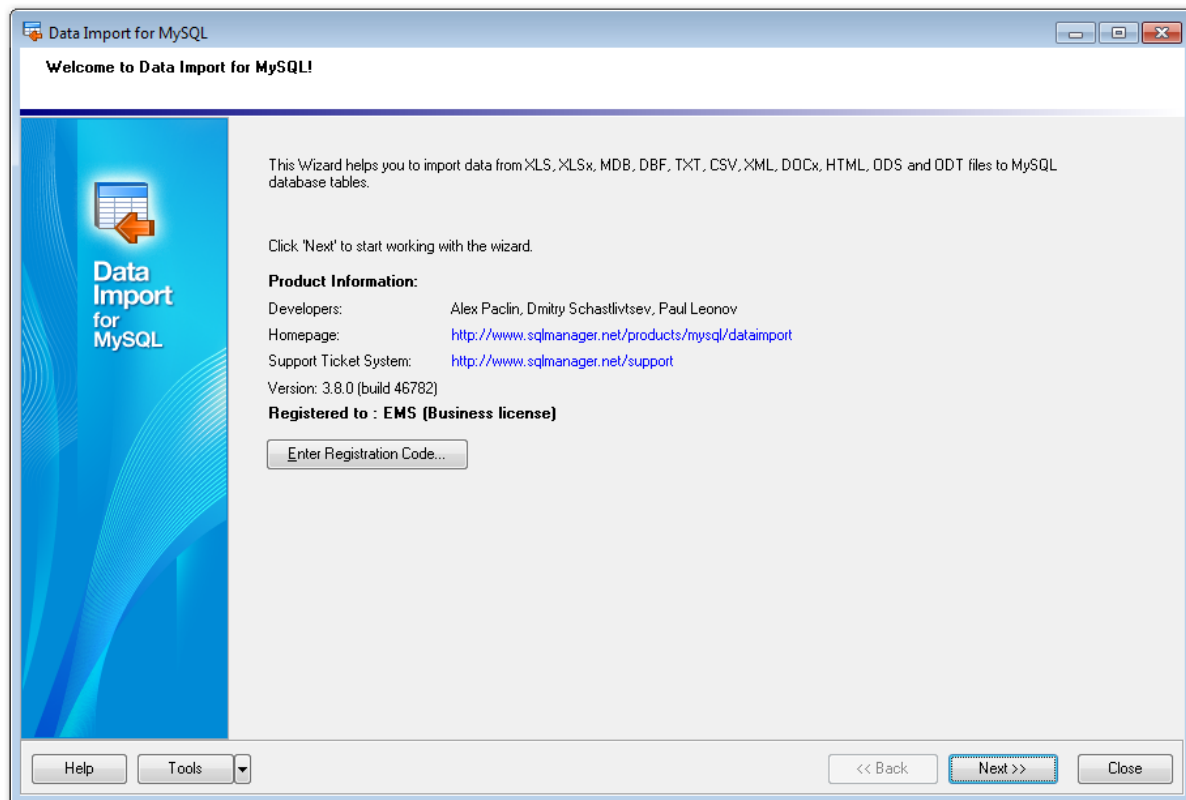 Data Import for MySQL
Welcome to Data Import for MySQL!
This Wizard helps you to import data from XLS, XLSx, MDB, DBF, TXT, CSV, XML, DOCx, HTML, ODS and ODT files to MySQL
database tables.
Data
Import
for
MySQL
Click 'Next' to start working with the wizard.
Product Information:
Developers: Alex Paclin, Dmitry Schastlivtsev, Paul Leonov
Homepage: http://www.sqlmanager.net/products/mysql/dataimport
Support Ticket System: http://www.sqlmanager.net/support
Version: 3.8.0 (build 46782)
Registered to : EMS (Business license)
Enter Registration Code...
Help Tools << Back Next >> Close